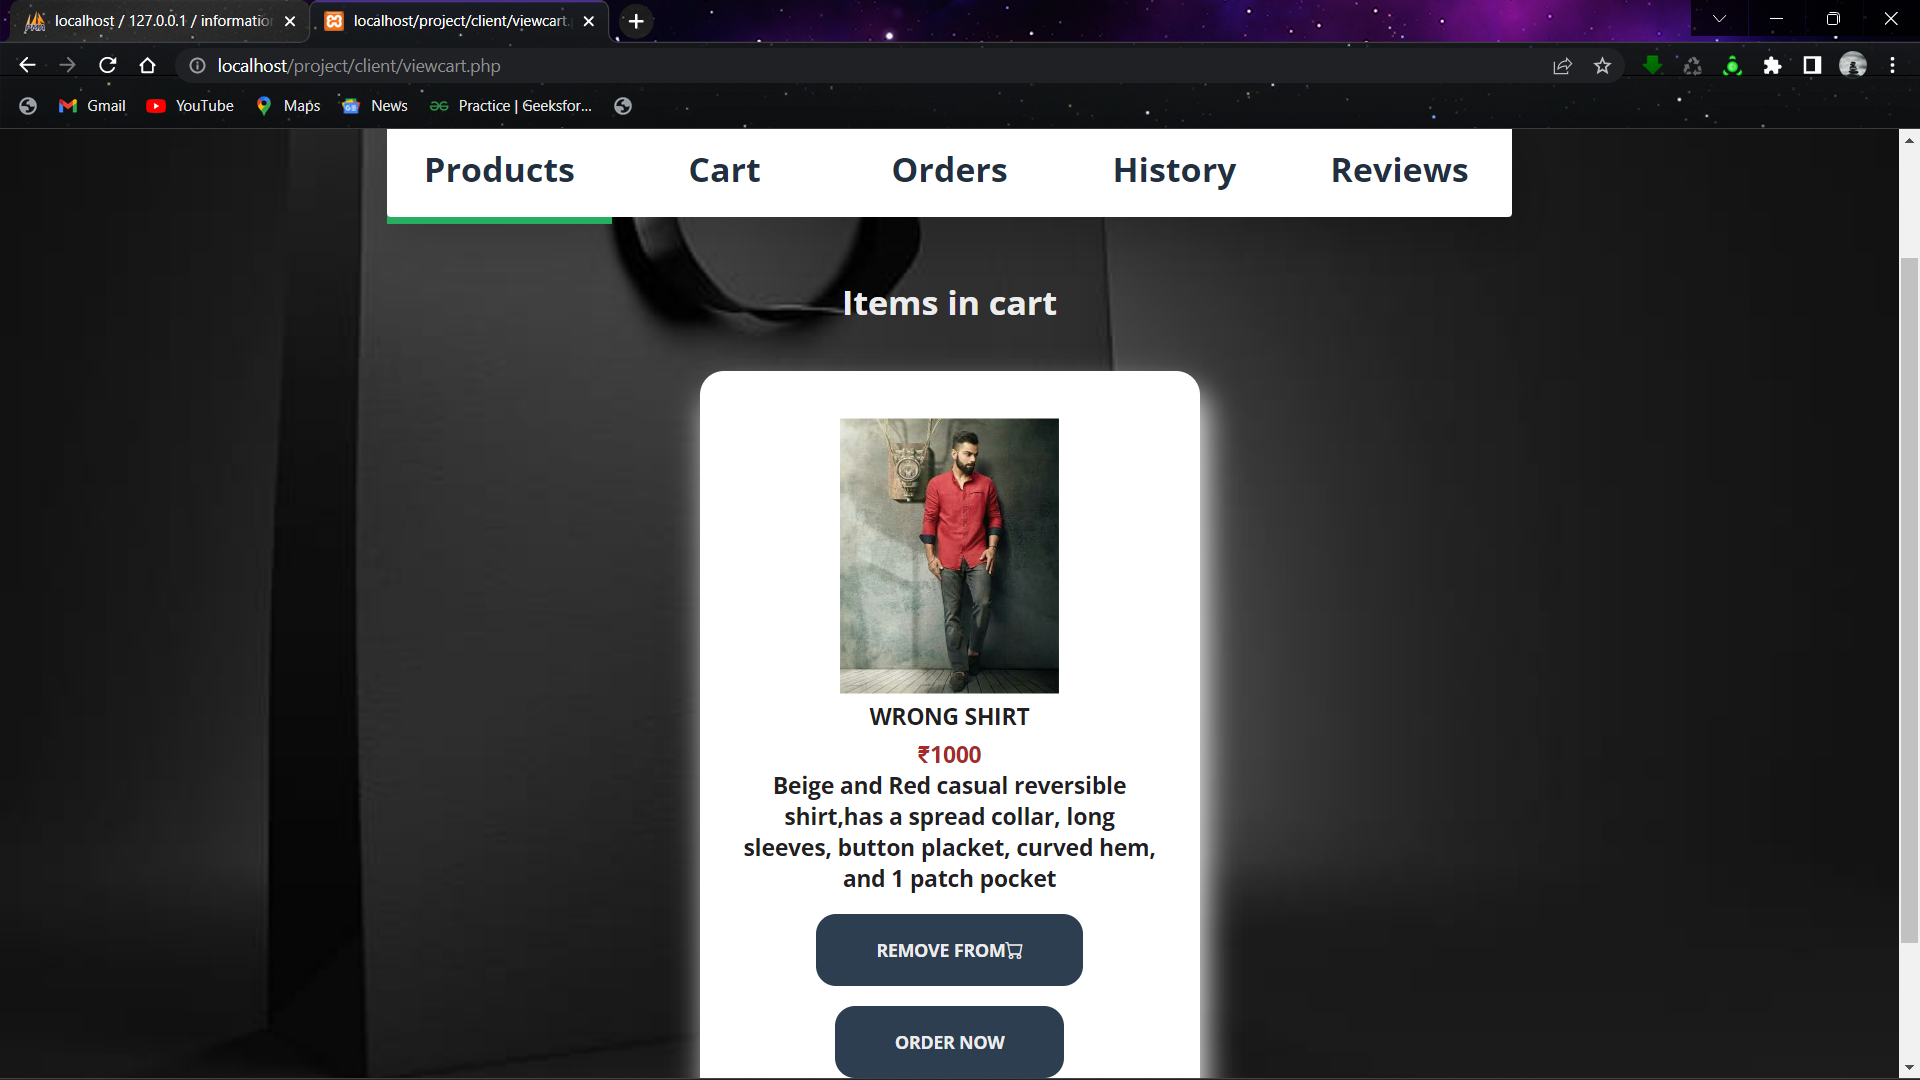 localhost / 127.0.0.1 / informatio
localhost/project/client/viewcart.
localhost/project/client/viewcart.php
Gmail
YouTube
Maps
News
Practice | Geeksfor...
Products
Cart
Orders
History
Reviews
Items in cart
WRONG SHIRT
₹1000
Beige and Red casual reversible
shirt,has a spread collar, long
sleeves, button placket, curved hem,
and 1 patch pocket
REMOVE FROM
ORDER NOW